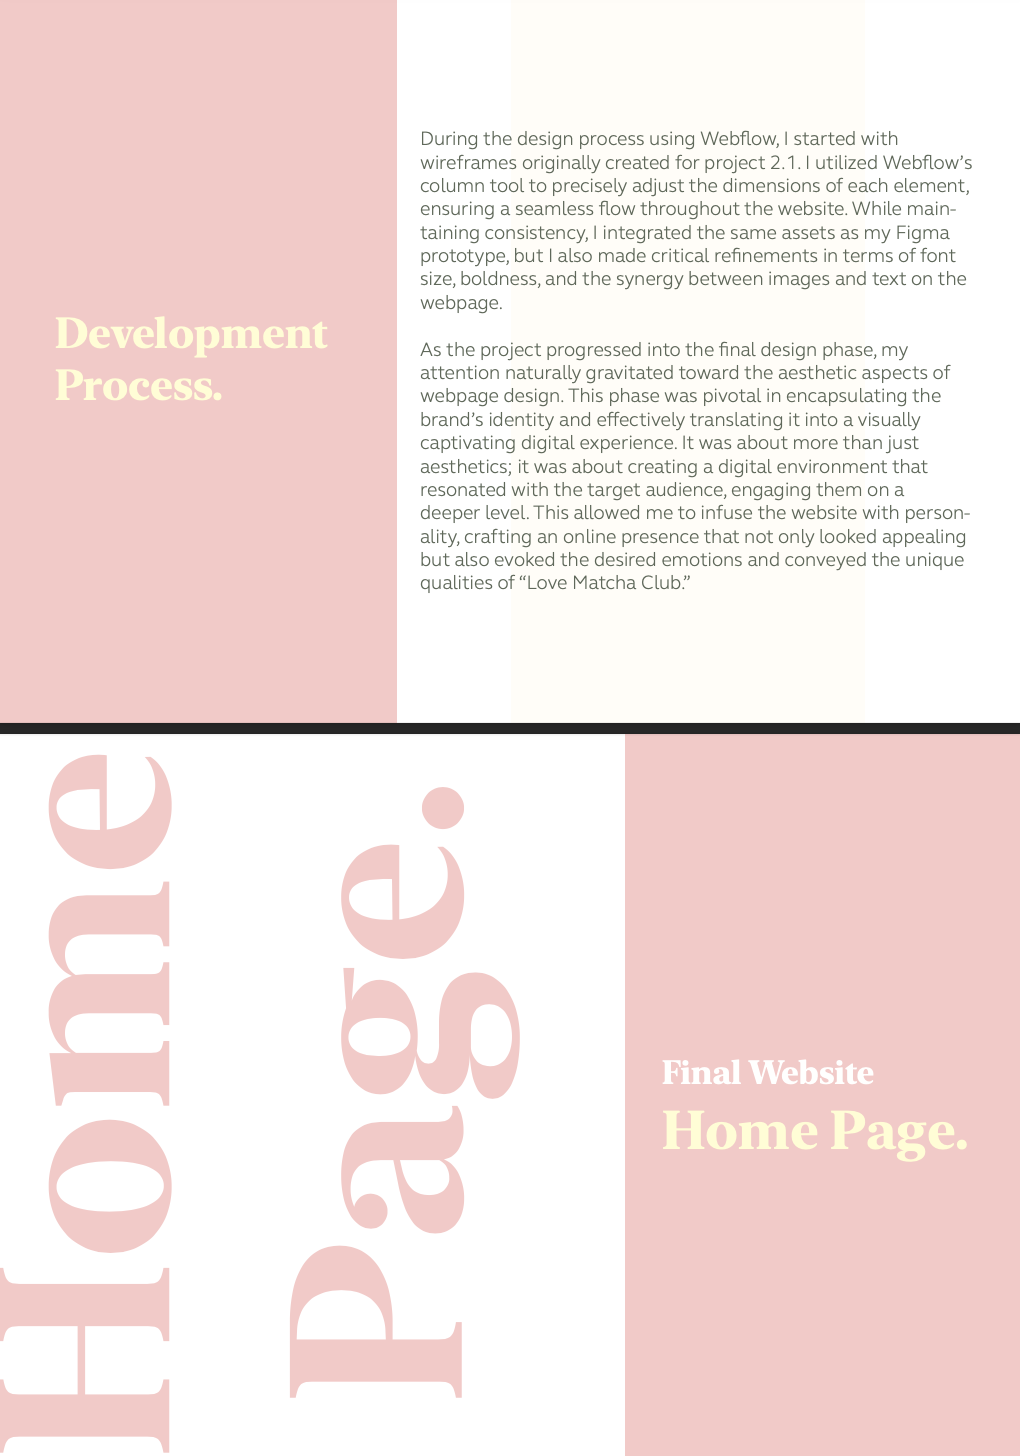 Development
Process.
During the design process using Webflow, I started with
wireframes originally created for project 2.1. I utilized Webflow’s
column tool to precisely adjust the dimensions of each element,
ensuring a seamless flow throughout the website. While main-
taining consistency, I integrated the same assets as my Figma
prototype, but I also made critical refinements in terms of font
size, boldness, and the synergy between images and text on the
webpage.
As the project progressed into the final design phase, my
attention naturally gravitated toward the aesthetic aspects of
webpage design. This phase was pivotal in encapsulating the
brand’s identity and effectively translating it into a visually
captivating digital experience. It was about more than just
aesthetics; it was about creating a digital environment that
resonated with the target audience, engaging them on a
deeper level. This allowed me to infuse the website with person-
ality, crafting an online presence that not only looked appealing
but also evoked the desired emotions and conveyed the unique
qualities of “Love Matcha Club.”
Home
Page.
Final Website
Home Page.